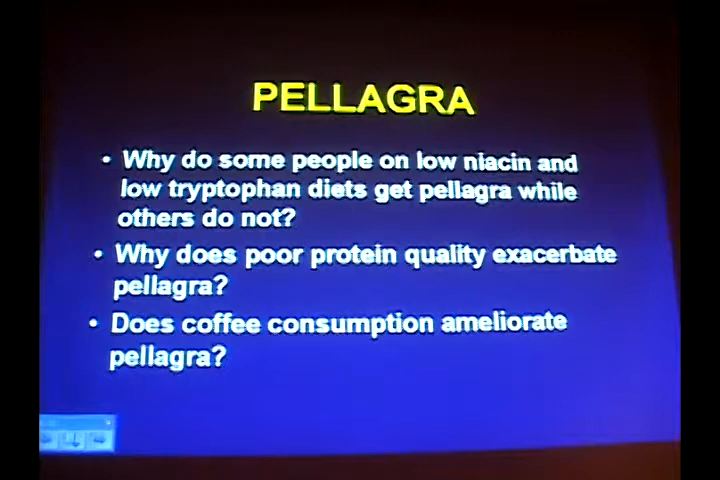 PELLAGRA
• Why do some people on low niacin and
low tryptophan diets get pellagra while
others do not?
• Why does poor protein quality exacerbate
pellagra?
• Does coffee consumption ameliorate
pellagra?